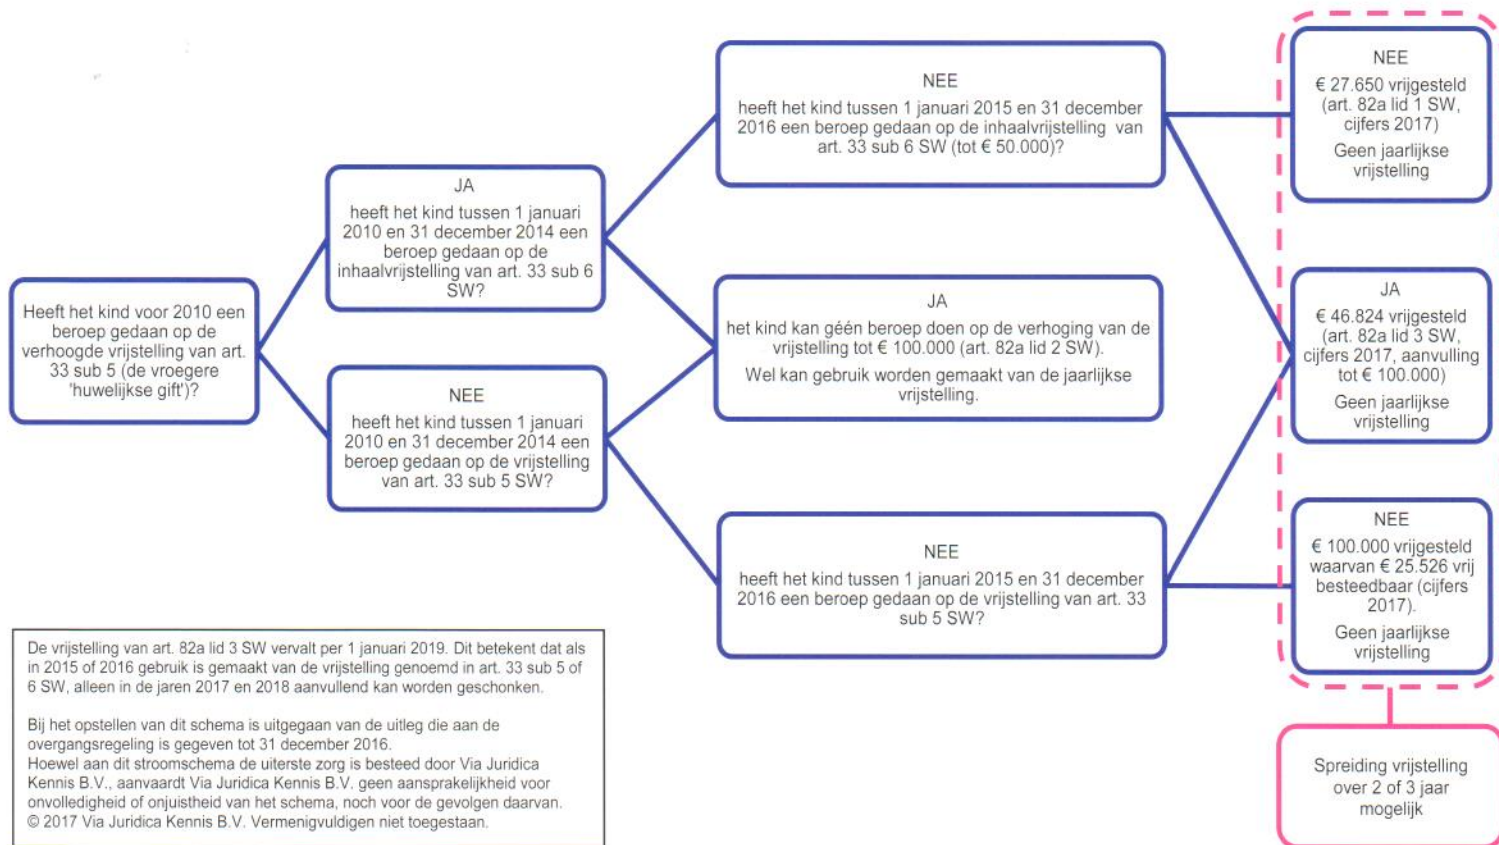 Heeft het kind voor 2010 een
beroep gedaan op de
verhoogde vrijstelling van art.
33 sub 5 (de vroegere
'huwelijkse gift')?
JA
heeft het kind tussen 1 januari
2010 en 31 december 2014 een
beroep gedaan op de
inhaalvrijstelling van art. 33 sub 6
SW?
NEE
heeft het kind tussen 1 januari
2010 en 31 december 2014 een
beroep gedaan op de vrijstelling
van art. 33 sub 5 SW?
NEE
heeft het kind tussen 1 januari 2015 en 31 december
2016 een beroep gedaan op de inhaalvrijstelling van
art. 33 sub 6 SW (tot € 50.000)?
JA
het kind kan géén beroep doen op de verhoging van de
vrijstelling tot € 100.000 (art. 82a lid 2 SW).
Wel kan gebruik worden gemaakt van de jaarlijkse
vrijstelling.
NEE
heeft het kind tussen 1 januari 2015 en 31 december
2016 een beroep gedaan op de vrijstelling van art. 33
sub 5 SW?
NEE
€ 27.650 vrijgesteld
(art. 82a lid 1 SW,
cijfers 2017)
Geen jaarlijkse
vrijstelling
JA
€ 46.824 vrijgesteld
(art. 82a lid 3 SW,
cijfers 2017, aanvulling
tot € 100.000)
Geen jaarlijkse
vrijstelling
NEE
€ 100.000 vrijgesteld
waarvan € 25.526 vrij
besteedbaar (cijfers
2017).
Geen jaarlijkse
vrijstelling
Spreiding vrijstelling
over 2 of 3 jaar
mogelijk
De vrijstelling van art. 82a lid 3 SW vervalt per 1 januari 2019. Dit betekent dat als
in 2015 of 2016 gebruik is gemaakt van de vrijstelling genoemd in art. 33 sub 5 of
6 SW, alleen in de jaren 2017 en 2018 aanvullend kan worden geschonken.
Bij het opstellen van dit schema is uitgegaan van de uitleg die aan de
overgangsregeling is gegeven tot 31 december 2016.
Hoewel aan dit stroomschema de uiterste zorg is besteed door Via Juridica
Kennis B.V., aanvaardt Via Juridica Kennis B.V. geen aansprakelijkheid voor
onvolledigheid of onjuistheid van het schema, noch voor de gevolgen daarvan.
© 2017 Via Juridica Kennis B.V. Vermenigvuldigen niet toegestaan.